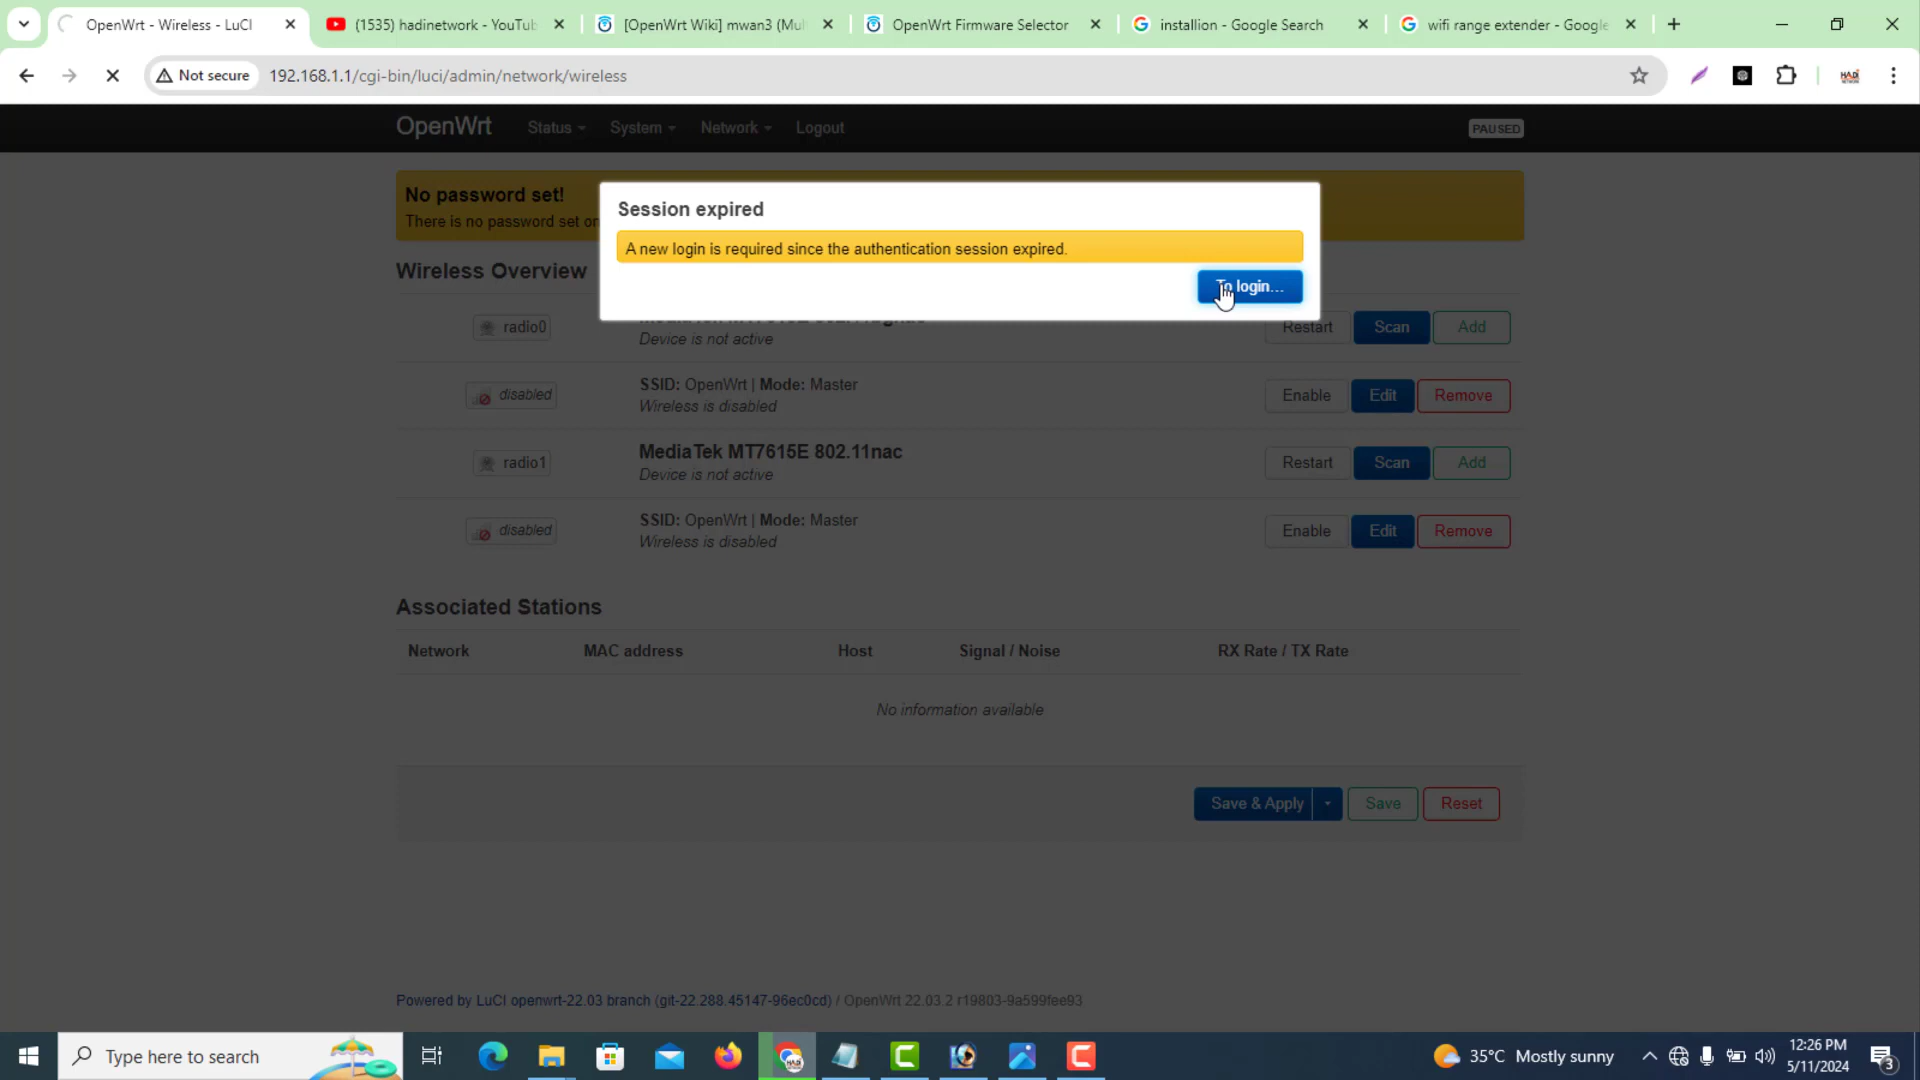 OpenWrt - Wireless - LuCI
(1535) hadinetwork - YouTub
[OpenWrt Wiki] mwan3 (Mul
OpenWrt Firmware Selector
installion - Google Search
wifi range extender - Google
Not secure
192.168.1.1/cgi-bin/luci/admin/network/wireless
OpenWrt
Status
System
Network
Logout
PAUSED
No password set!
There is no password set on
Session expired
A new login is required since the authentication session expired.
To login…
Wireless Overview
radio0
Device is not active
Restart
Scan
Add
disabled
SSID: OpenWrt | Mode: Master
Wireless is disabled
Enable
Edit
Remove
radio1
MediaTek MT7615E 802.11nac
Device is not active
Restart
Scan
Add
disabled
SSID: OpenWrt | Mode: Master
Wireless is disabled
Enable
Edit
Remove
Associated Stations
Network
MAC address
Host
Signal / Noise
RX Rate / TX Rate
No information available
Save & Apply
Save
Reset
Powered by LuCI openwrt-22.03 branch (git-22.288.45147-96ec0cd) / OpenWrt 22.03.2 r19803-9a599fee93
Type here to search
35°C Mostly sunny
12:26 PM
5/11/2024
3